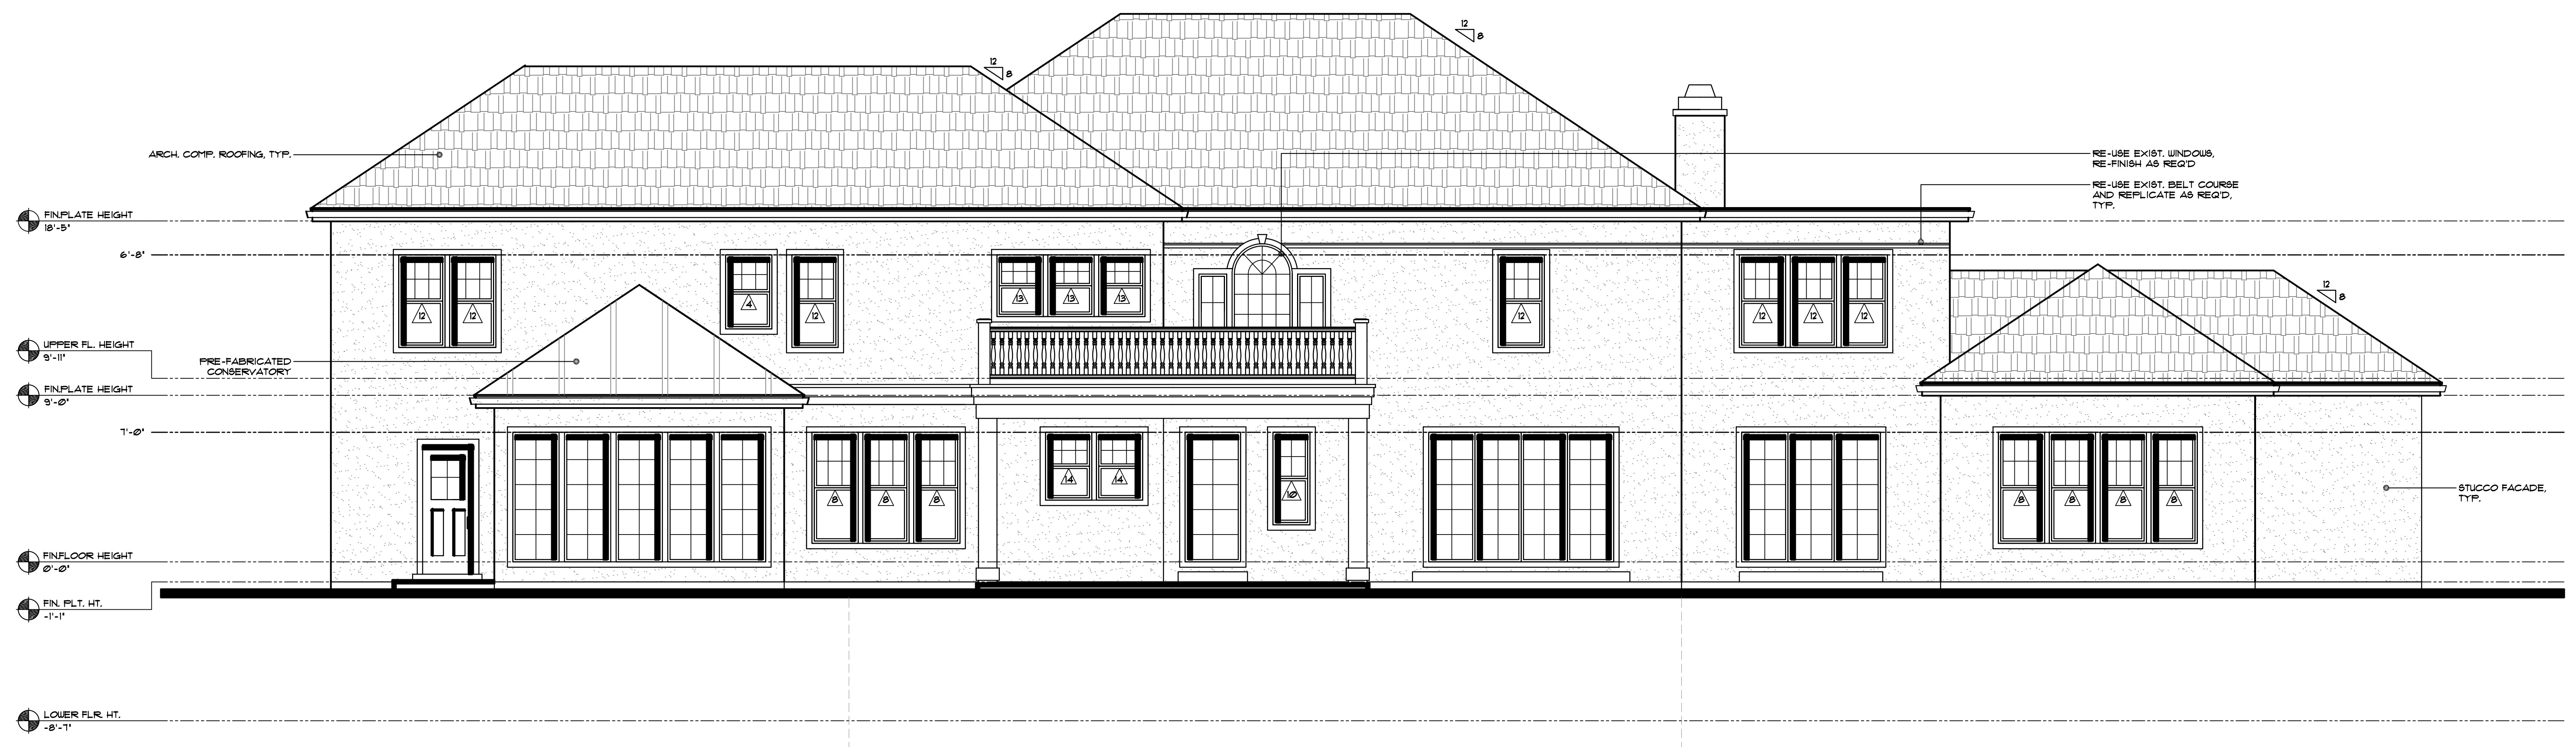 12
8
12
8
ARCH. COMP. ROOFING, TYP.
RE-USE EXIST. WINDOWS,
RE-FINISH AS REQ'D
RE-USE EXIST. BELT COURSE
AND REPLICATE AS REQ'D,
TYP.
FIN.PLATE HEIGHT
18'-5"
6'-8"
12
8
13 13 13
4
12 12
12
12
12 12 12
UPPER FL. HEIGHT
9'-11"
PRE-FABRICATED
CONSERVATORY
FIN.PLATE HEIGHT
9'-0"
7'-0"
14 14
10
8 8 8
8 8 8 8
STUCCO FACADE,
TYP.
FIN.FLOOR HEIGHT
0'-0"
FIN. PLT. HT.
-1'-1"
LOWER FLR. HT.
-8'-7"